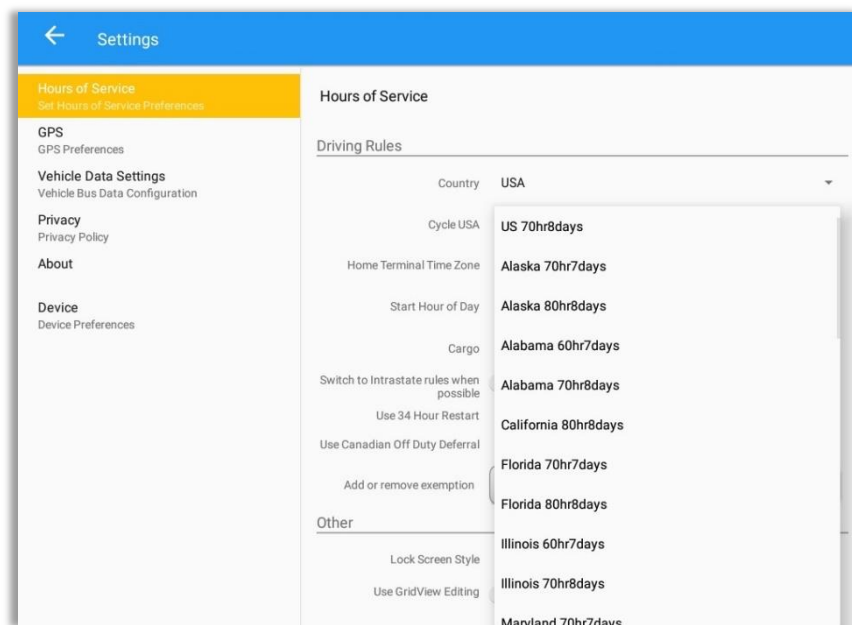 Settings
Hours of Service
Set Hours of Service Preferences
GPS
GPS Preferences
Vehicle Data Settings
Vehicle Bus Data Configuration
Privacy
Privacy Policy
About
Device
Device Preferences
Hours of Service
Driving Rules
Country
USA
Cycle USA
Home Terminal Time Zone
Start Hour of Day
Cargo
Switch to Intrastate rules when
possible
Use 34 Hour Restart
Use Canadian Off Duty Deferral
Add or remove exemption
Other
Lock Screen Style
Use GridView Editing
US 70hr8days
Alaska 70hr7days
Alaska 80hr8days
Alabama 60hr7days
Alabama 70hr8days
California 80hr8days
Florida 70hr7days
Florida 80hr8days
Illinois 60hr7days
Illinois 70hr8days
Maryland 70hr7days